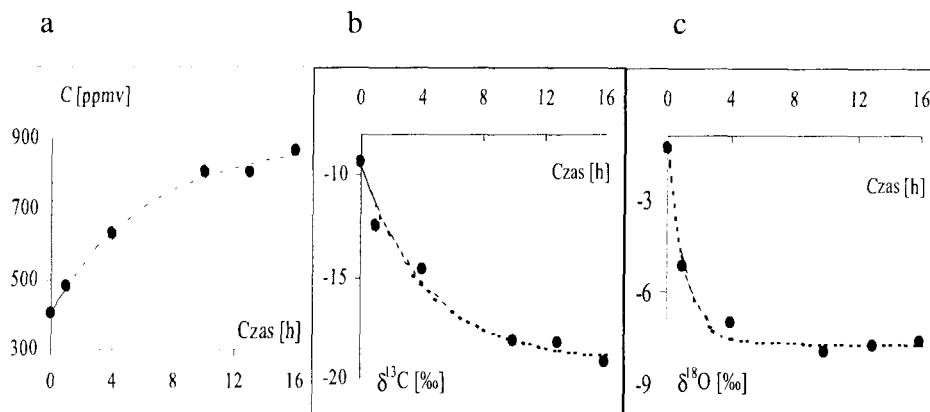 a
C [ppmv]
900
700
500
300
Czas [h]
0 4 8 12 16
b
0 4 8 12 16
Czas [h]
-10
-15
-20
δ¹³C [‰]
c
0 4 8 12 16
Czas [h]
-3
-6
-9
δ¹⁸O [‰]